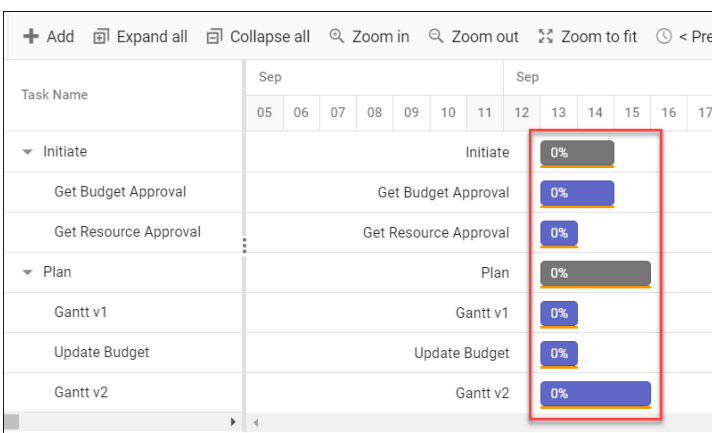 Add Expand all Collapse all Zoom in Zoom out Zoom to fit < Pre
Task Name
Sep Sep
05 06 07 08 09 10 11 12 13 14 15 16 17
Initiate Initiate 0%
Get Budget Approval Get Budget Approval 0%
Get Resource Approval Get Resource Approval 0%
Plan Plan 0%
Gantt v1 Gantt v1 0%
Update Budget Update Budget 0%
Gantt v2 Gantt v2 0%